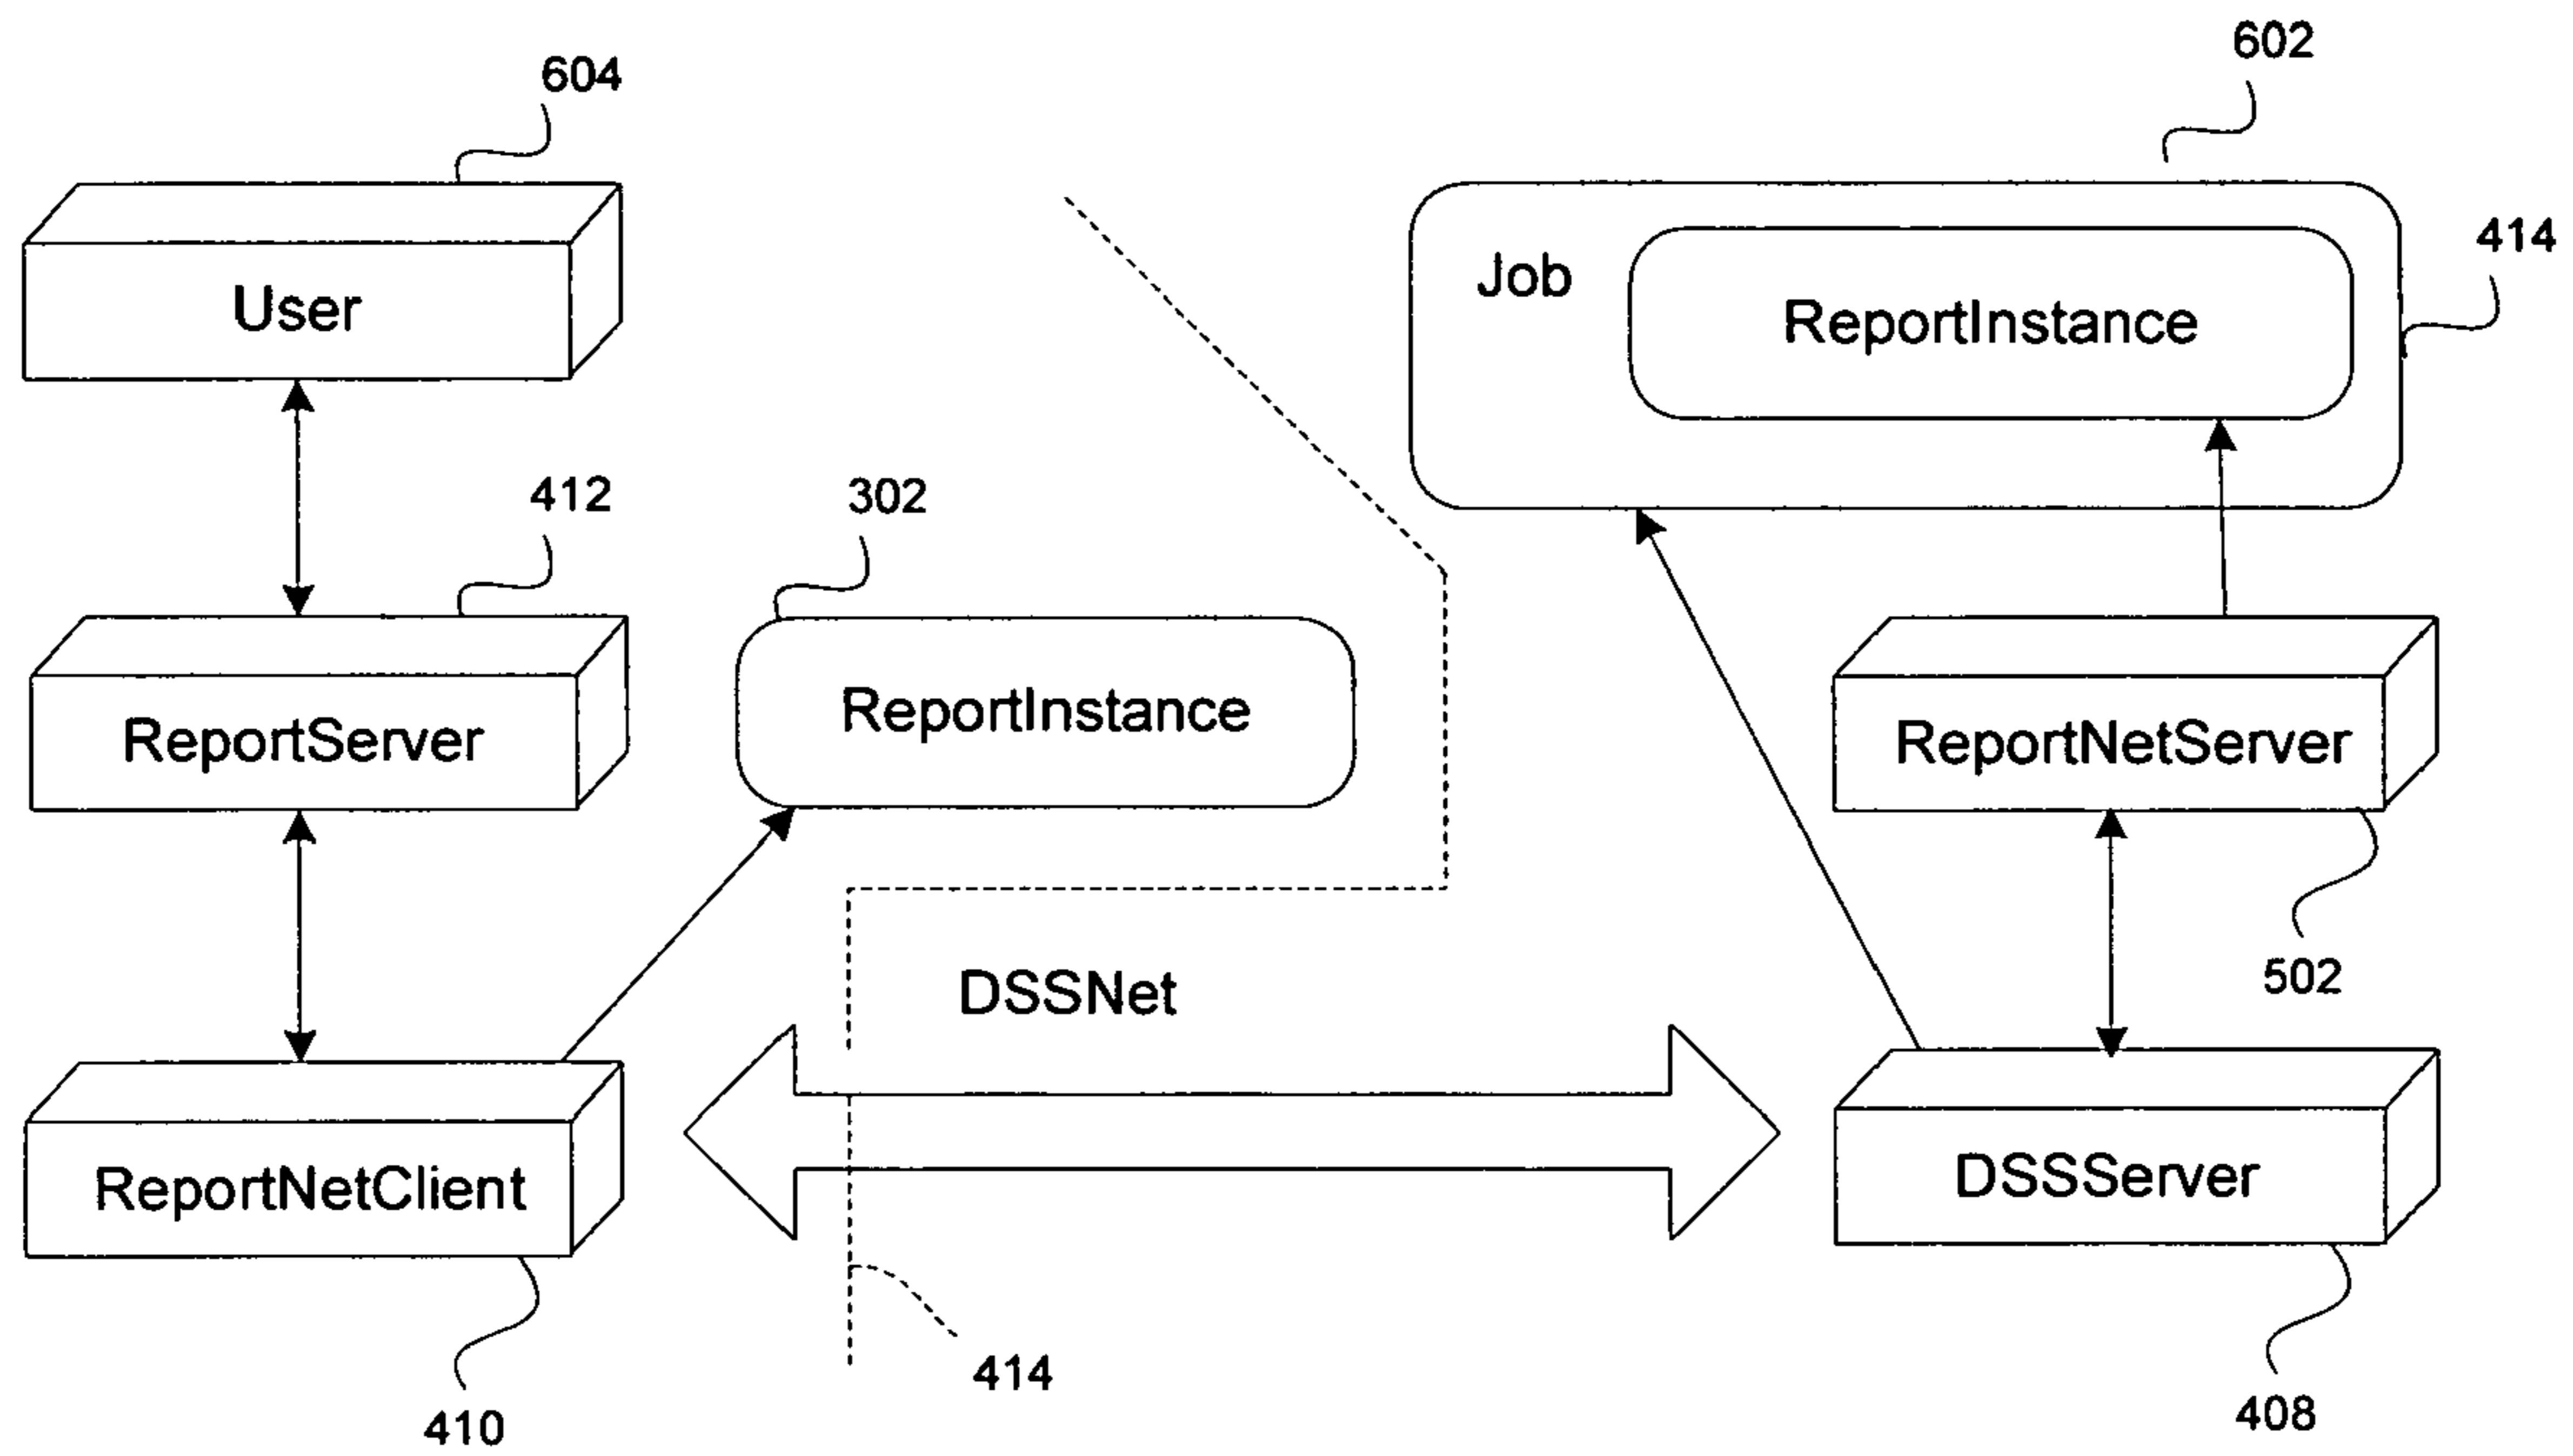 602
604
414
Job
ReportInstance
User
412
302
ReportInstance
ReportServer
ReportNetServer
502
DSSNet
ReportNetClient
DSSServer
414
410
408